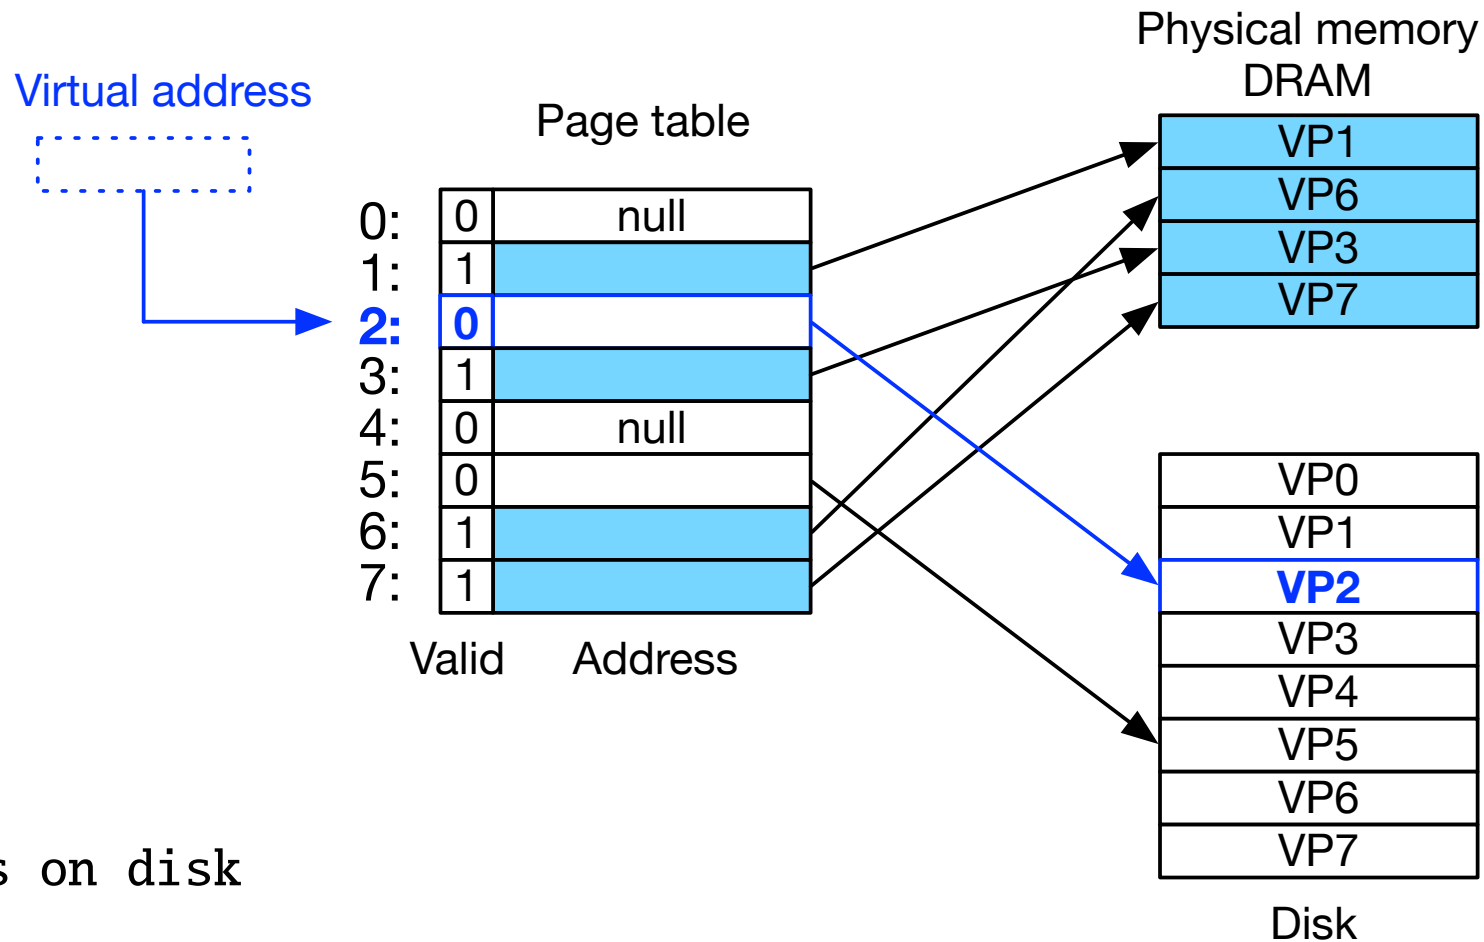 Physical memory
DRAM
Virtual address
Page table
0: 0 null
1: 1
2: 0
3: 1
4: 0 null
5: 0
6: 1
7: 1
Valid Address
VP1
VP6
VP3
VP7
VP0
VP1
VP2
VP3
VP4
VP5
VP6
VP7
Disk
s on disk